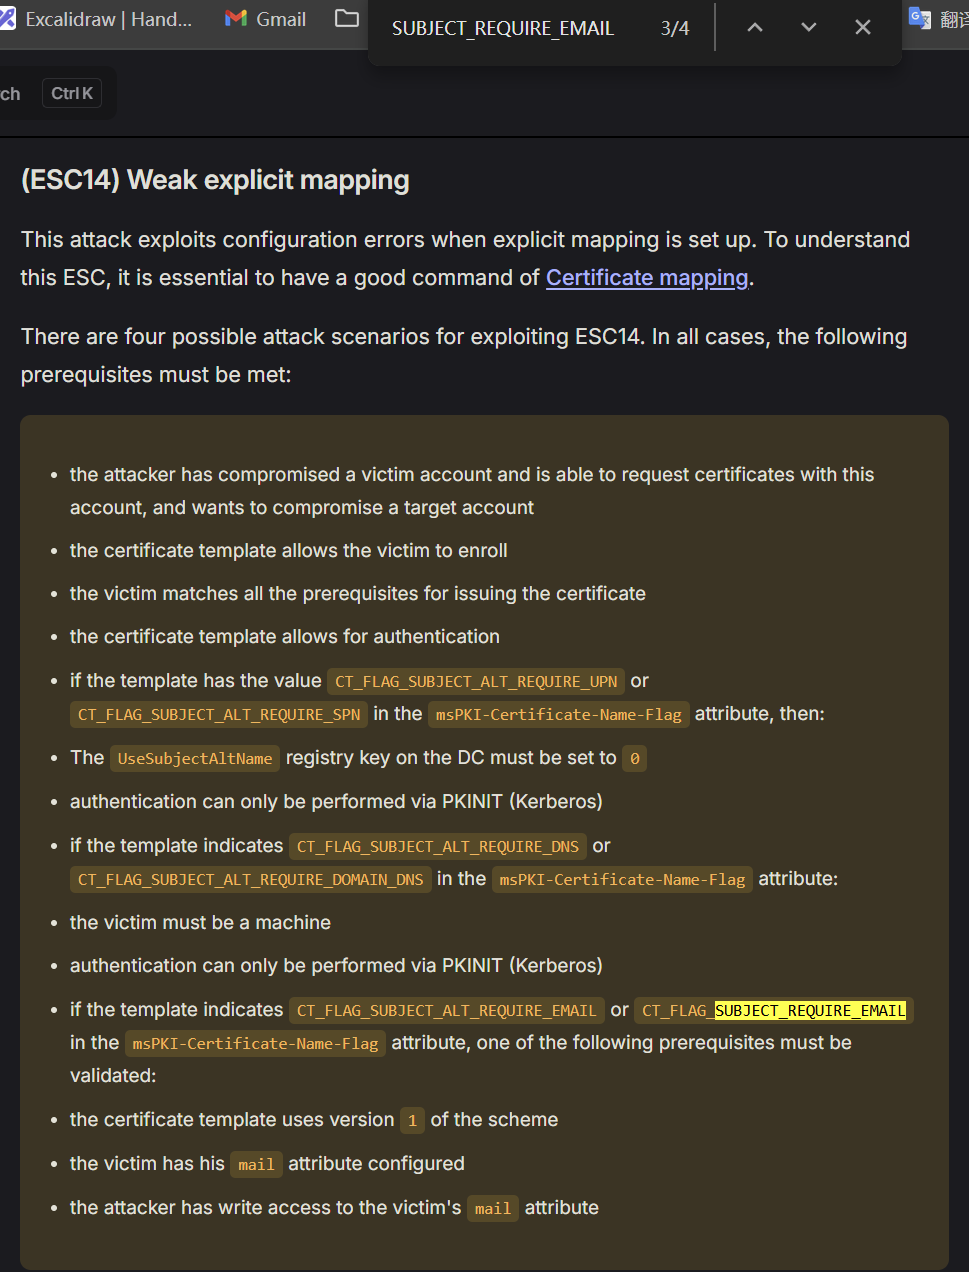 Excalidraw | Hand...
Gmail
SUBJECT_REQUIRE_EMAIL
3/4
翻译
ch
Ctrl K
(ESC14) Weak explicit mapping
This attack exploits configuration errors when explicit mapping is set up. To understand
this ESC, it is essential to have a good command of Certificate mapping.
There are four possible attack scenarios for exploiting ESC14. In all cases, the following
prerequisites must be met:
• the attacker has compromised a victim account and is able to request certificates with this
account, and wants to compromise a target account
• the certificate template allows the victim to enroll
• the victim matches all the prerequisites for issuing the certificate
• the certificate template allows for authentication
• if the template has the value CT_FLAG_SUBJECT_ALT_REQUIRE_UPN or
CT_FLAG_SUBJECT_ALT_REQUIRE_SPN in the msPKI-Certificate-Name-Flag attribute, then:
• The UseSubjectAltName registry key on the DC must be set to 0
• authentication can only be performed via PKINIT (Kerberos)
• if the template indicates CT_FLAG_SUBJECT_ALT_REQUIRE_DNS or
CT_FLAG_SUBJECT_ALT_REQUIRE_DOMAIN_DNS in the msPKI-Certificate-Name-Flag attribute:
• the victim must be a machine
• authentication can only be performed via PKINIT (Kerberos)
• if the template indicates CT_FLAG_SUBJECT_ALT_REQUIRE_EMAIL or CT_FLAG_SUBJECT_REQUIRE_EMAIL
in the msPKI-Certificate-Name-Flag attribute, one of the following prerequisites must be
validated:
• the certificate template uses version 1 of the scheme
• the victim has his mail attribute configured
• the attacker has write access to the victim's mail attribute